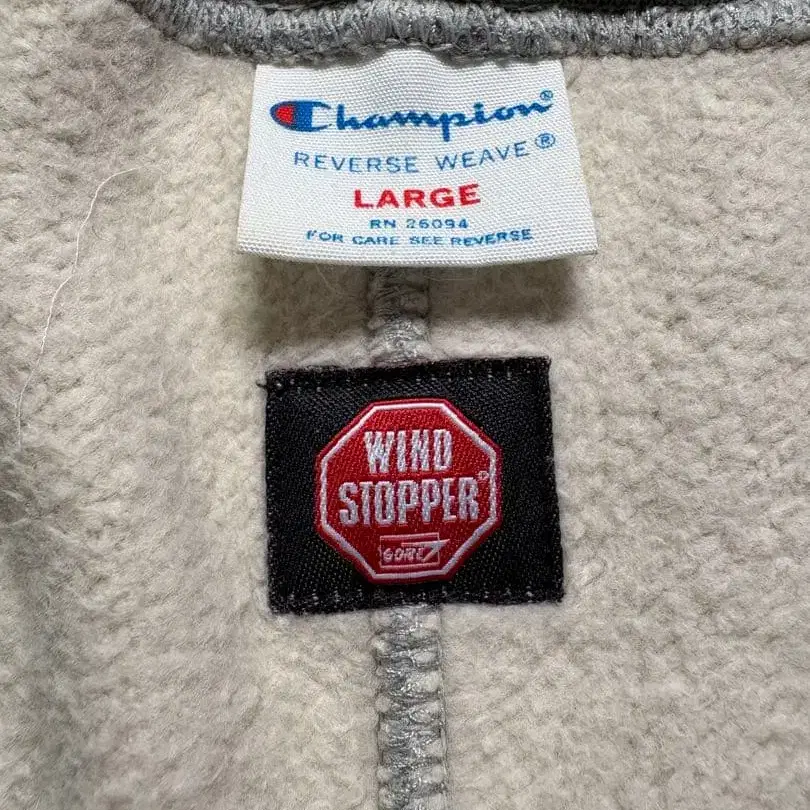 Champion®
REVERSE WEAVE®
LARGE
RN 26094
FOR CARE SEE REVERSE
WIND
STOPPER®
GORE